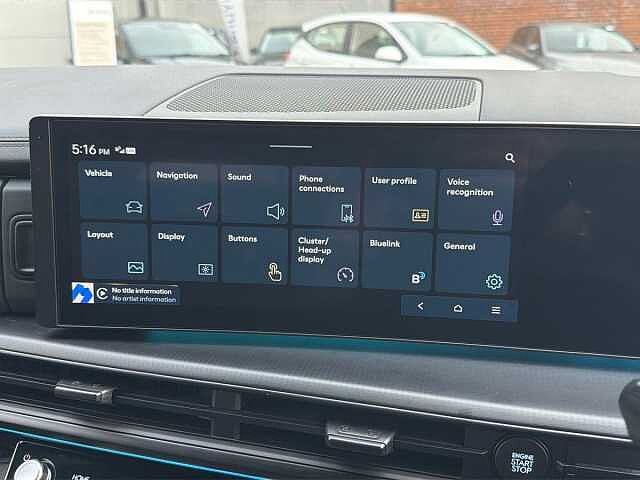 5:16 PM
Vehicle
Navigation
Sound
Phone
connections
User profile
Voice
recognition
Layout
Display
Buttons
Cluster/
Head-up
display
Bluelink
General
B
No title information
No artist information
ENGINE
START
STOP
HOME